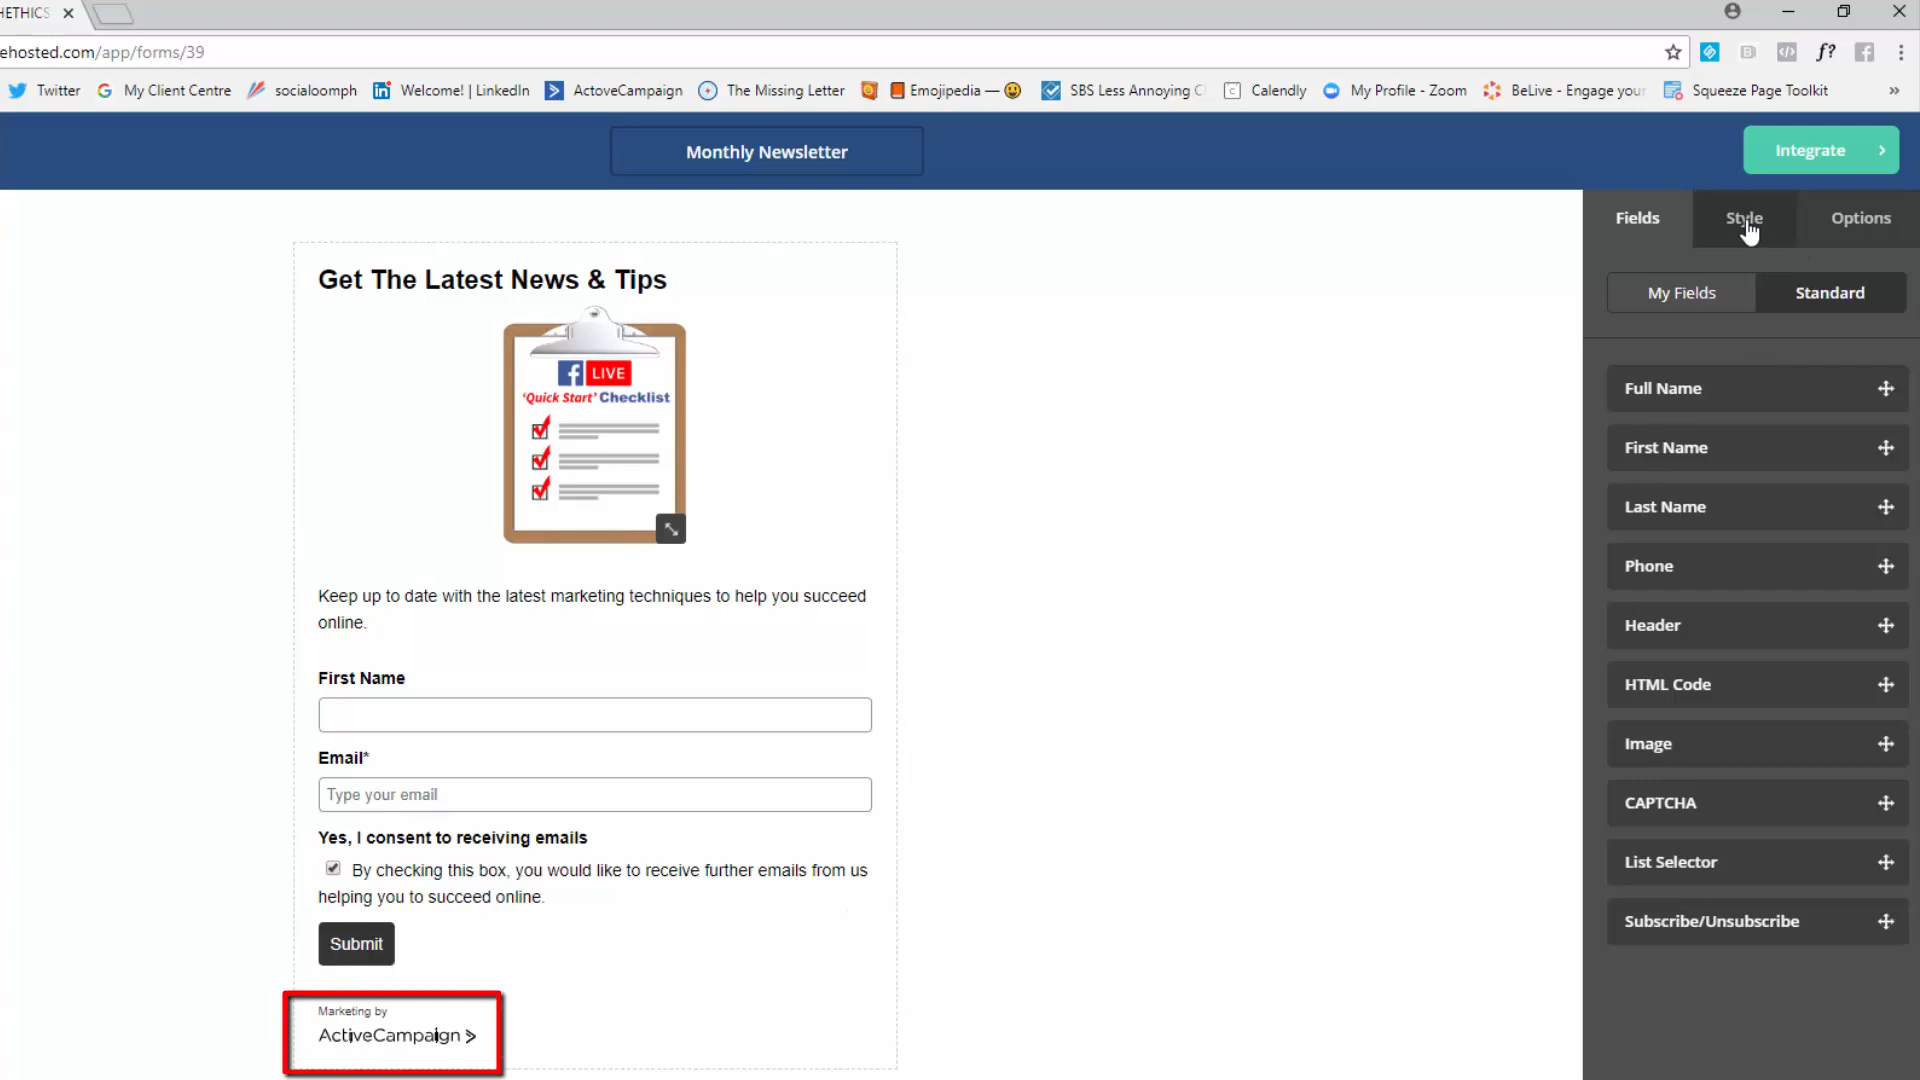 HETHICS
ehosted.com/app/forms/39
f?
Twitter
My Client Centre
socialoomph
Welcome! | LinkedIn
ActoveCampaign
The Missing Letter
Emojipedia —
SBS Less Annoying C
Calendly
My Profile - Zoom
BeLive - Engage your
Squeeze Page Toolkit
»
Monthly Newsletter
Integrate
Fields
Style
Options
My Fields
Standard
Get The Latest News & Tips
f LIVE
'Quick Start' Checklist
Keep up to date with the latest marketing techniques to help you succeed
online.
First Name
Email*
Type your email
Yes, I consent to receiving emails
By checking this box, you would like to receive further emails from us
helping you to succeed online.
Submit
Marketing by
ActiveCampaign >
Full Name
First Name
Last Name
Phone
Header
HTML Code
Image
CAPTCHA
List Selector
Subscribe/Unsubscribe